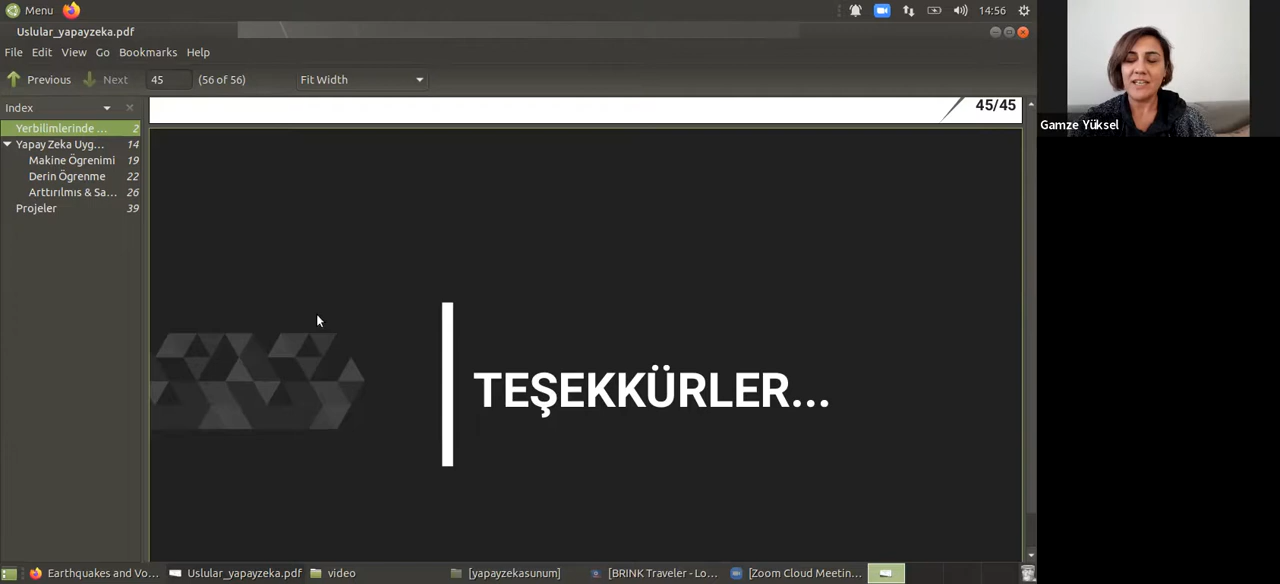 Menu
14:56
Uslular_yapayzeka.pdf
File Edit View Go Bookmarks Help
Previous Next 45 (56 of 56) Fit Width
Index
45/45
Yerbilimlerinde ... 2
Yapay Zeka Uyg... 14
Makine Ögrenimi 19
Derin Ögrenme 22
Arttırılmıs & Sa... 26
Projeler 39
TEŞEKKÜRLER...
Gamze Yüksel
Earthquakes and Vo... Uslular_yapayzeka.pdf video [yapayzekasunum] [BRINK Traveler - Lo... [Zoom Cloud Meetin...